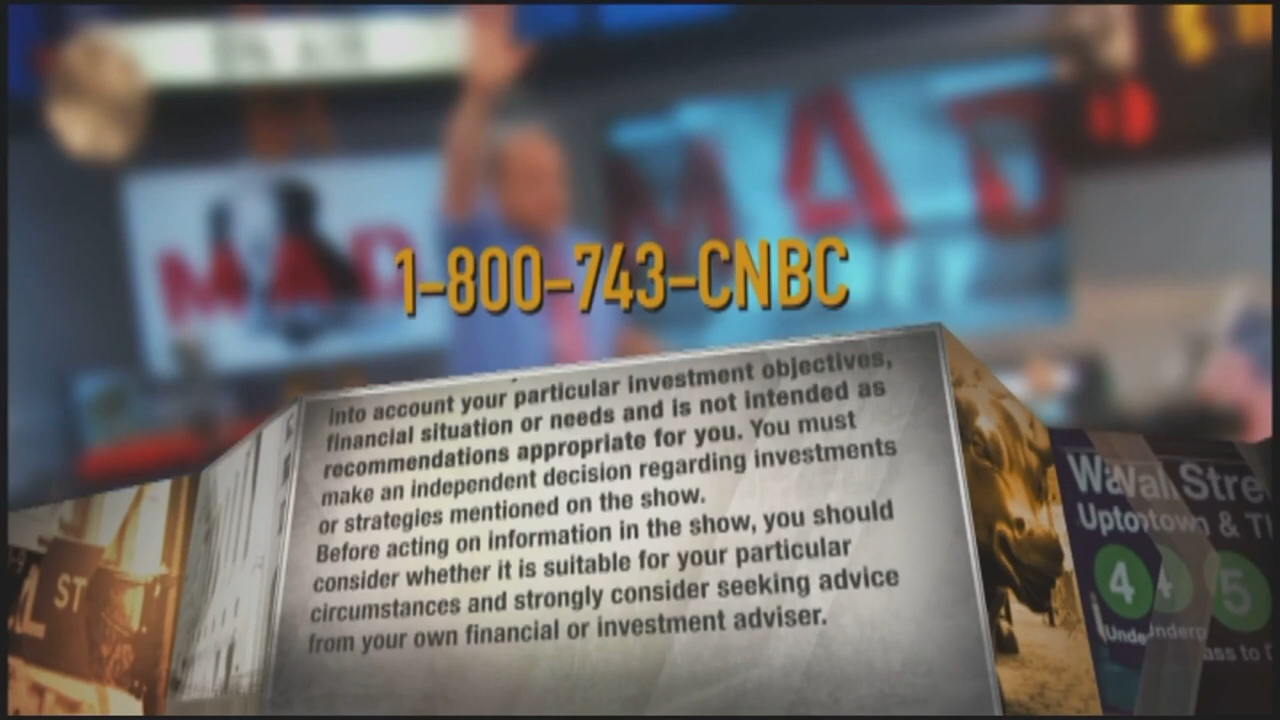 MAD
MAD
1-800-743-CNBC
into account your particular investment objectives,
financial situation or needs and is not intended as
recommendations appropriate for you. You must
make an independent decision regarding investments
or strategies mentioned on the show.
Before acting on information in the show, you should
consider whether it is suitable for your particular
circumstances and strongly consider seeking advice
from your own financial or investment adviser.
ST
Uptown & T
4
4
5